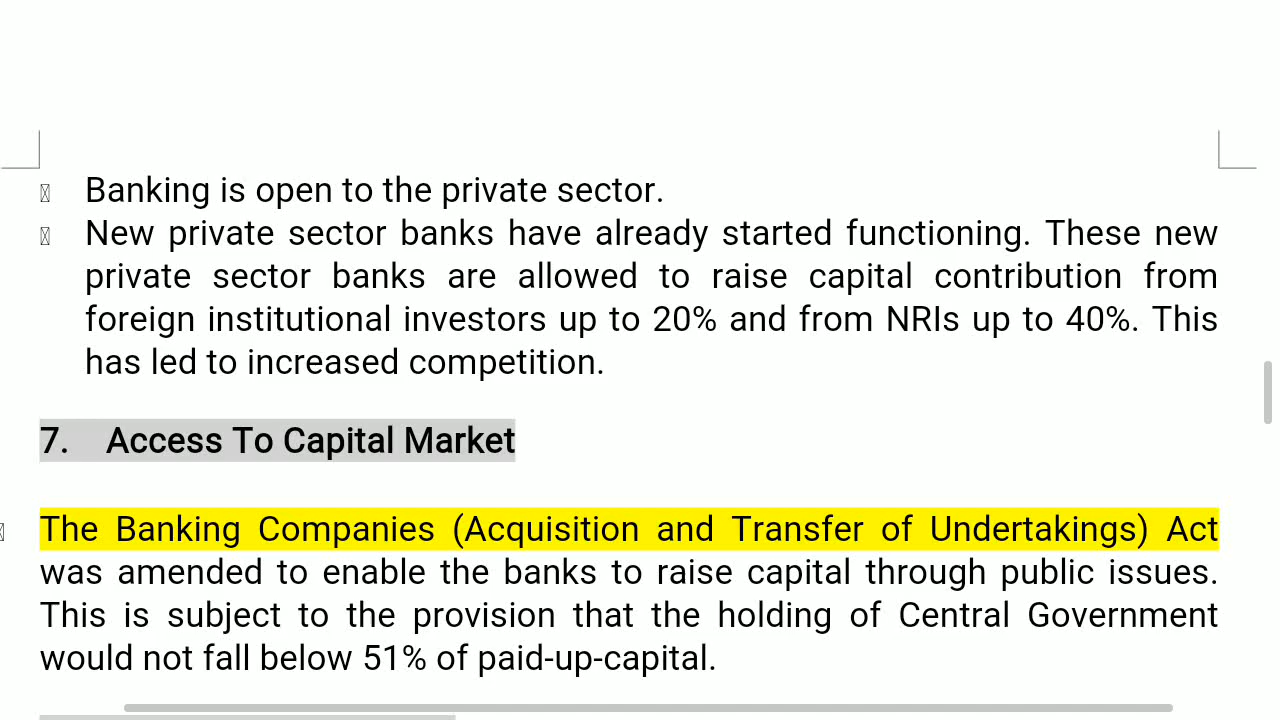 Banking is open to the private sector.
New private sector banks have already started functioning. These new
private sector banks are allowed to raise capital contribution from
foreign institutional investors up to 20% and from NRIs up to 40%. This
has led to increased competition.
7. Access To Capital Market
The Banking Companies (Acquisition and Transfer of Undertakings) Act
was amended to enable the banks to raise capital through public issues.
This is subject to the provision that the holding of Central Government
would not fall below 51% of paid-up-capital.